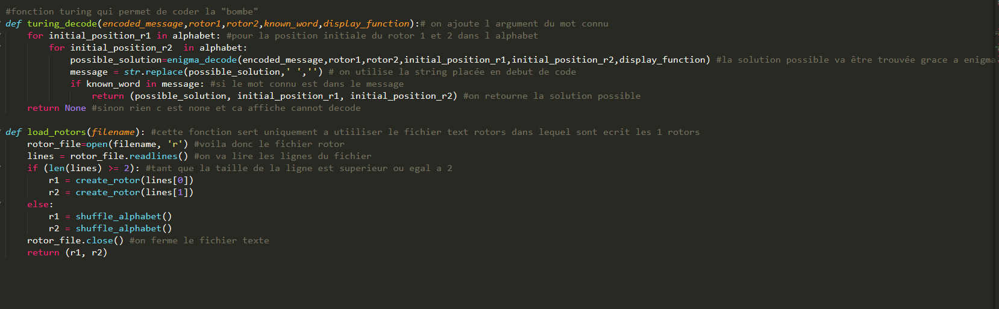 #fonction turing qui permet de coder la "bombe"
def turing_decode(encoded_message,rotor1,rotor2,known_word,display_function):# on ajoute l argument du mot connu
    for initial_position_r1 in alphabet: #pour la position initiale du rotor 1 et 2 dans l alphabet
        for initial_position_r2  in alphabet:
            possible_solution=enigma_decode(encoded_message,rotor1,rotor2,initial_position_r1,initial_position_r2,display_function) #la solution possible va être trouvée grace a enigma
            message = str.replace(possible_solution,' ','') # on utilise la string placée en debut de code
            if known_word in message: #si le mot connu est dans le message
                return (possible_solution, initial_position_r1, initial_position_r2) #on retourne la solution possible
    return None #sinon rien c est none et ca affiche cannot decode
def load_rotors(filename): #cette fonction sert uniquement a utiiliser le fichier text rotors dans lequel sont ecrit les 1 rotors
    rotor_file=open(filename, 'r') #voila donc le fichier rotor
    lines = rotor_file.readlines() #on va lire les lignes du fichier
    if (len(lines) >= 2): #tant que la taille de la ligne est superieur ou egal a 2
        r1 = create_rotor(lines[0])
        r2 = create_rotor(lines[1])
    else:
        r1 = shuffle_alphabet()
        r2 = shuffle_alphabet()
    rotor_file.close() #on ferme le fichier texte
    return (r1, r2)